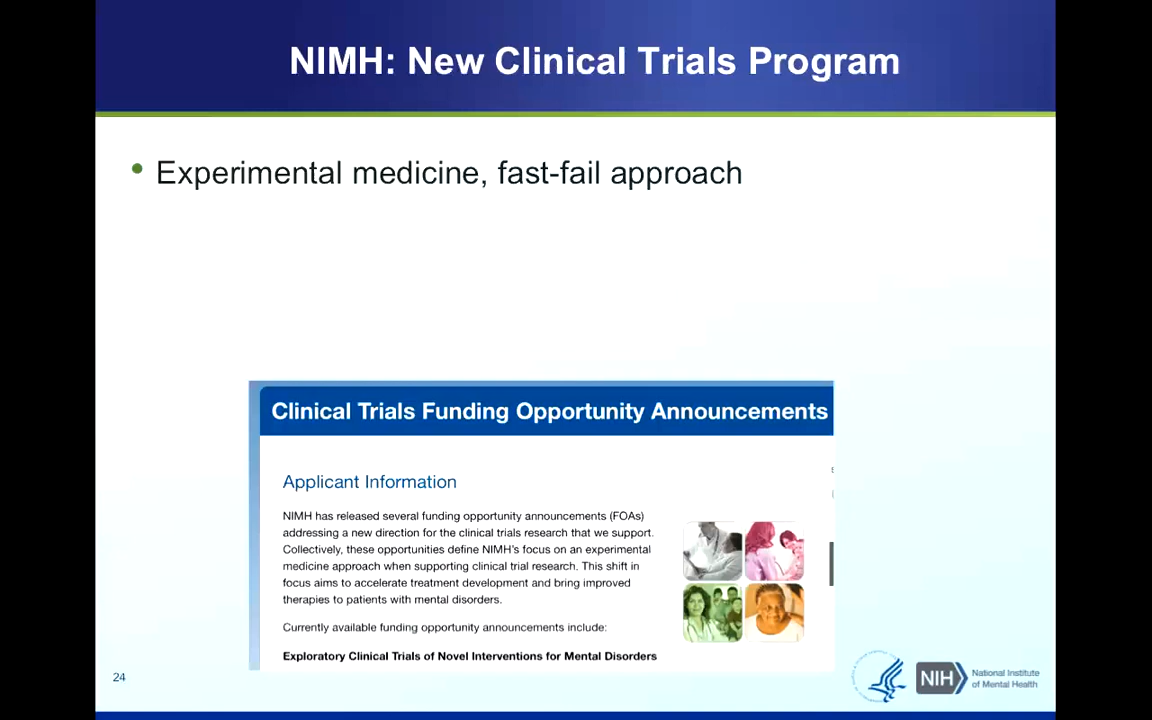 NIMH: New Clinical Trials Program
• Experimental medicine, fast-fail approach
Clinical Trials Funding Opportunity Announcements
Applicant Information
NIMH has released several funding opportunity announcements (FOAs)
addressing a new direction for the clinical trials research that we support.
Collectively, these opportunities define NIMH's focus on an experimental
medicine approach when supporting clinical trial research. This shift in
focus aims to accelerate treatment development and bring improved
therapies to patients with mental disorders.
Currently available funding opportunity announcements include:
Exploratory Clinical Trials of Novel Interventions for Mental Disorders
24
NIH
National Institute
of Mental Health